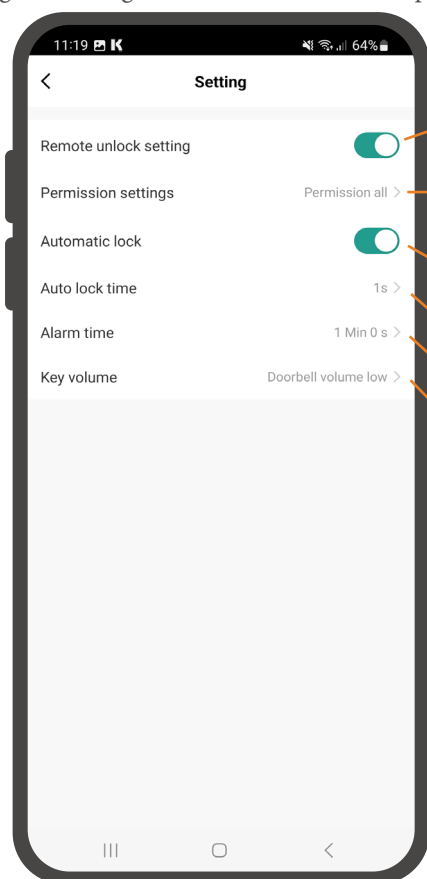 11:19 K 64%
Setting
Remote unlock setting
Permission settings Permission all >
Automatic lock
Auto lock time 1s >
Alarm time 1 Min 0 s >
Key volume Doorbell volume low >